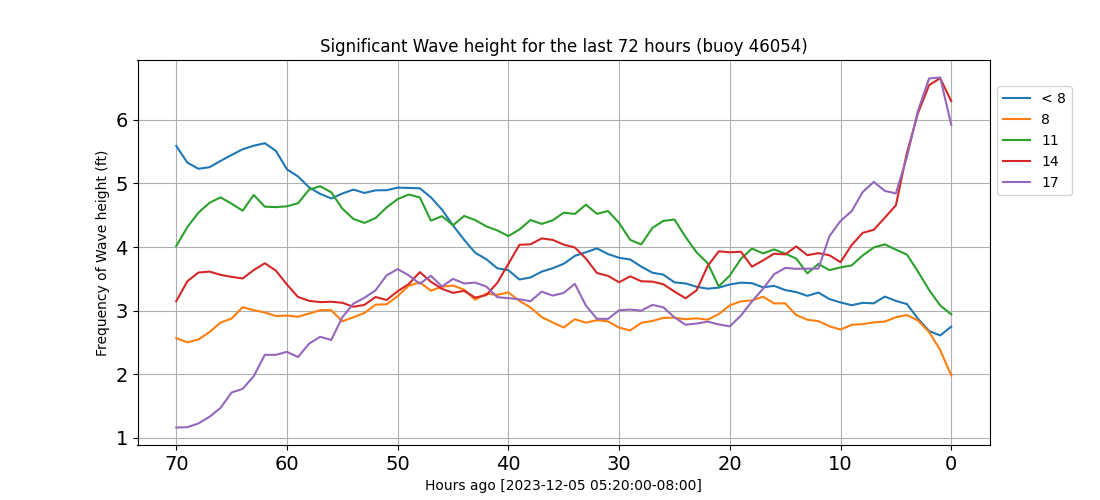 Significant Wave height for the last 72 hours (buoy 46054)
Frequency of Wave height (ft)
6
5
4
3
2
1
70 60 50 40 30 20 10 0
Hours ago [2023-12-05 05:20:00-08:00]
< 8
8
11
14
17